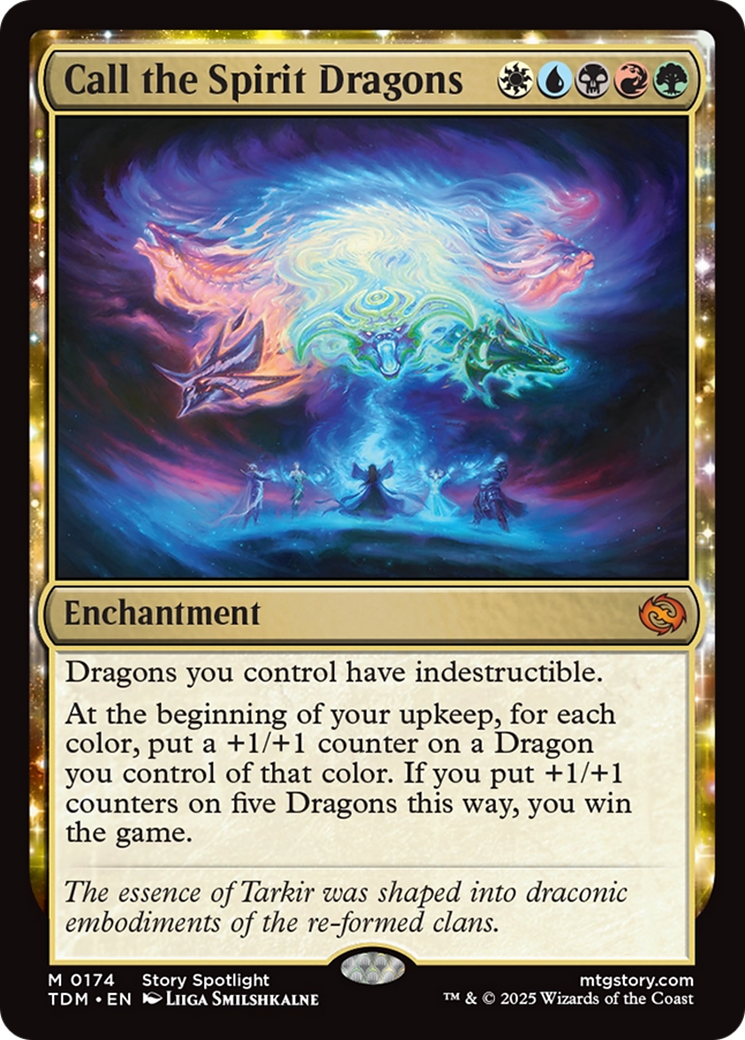 Call the Spirit Dragons
Enchantment
Dragons you control have indestructible.
At the beginning of your upkeep, for each
color, put a +1/+1 counter on a Dragon
you control of that color. If you put +1/+1
counters on five Dragons this way, you win
the game.
The essence of Tarkir was shaped into draconic
embodiments of the re-formed clans.
M 0174 Story Spotlight
mtgstory.com
TDM • EN Liiga Smilshkalne
™ & © 2025 Wizards of the Coast